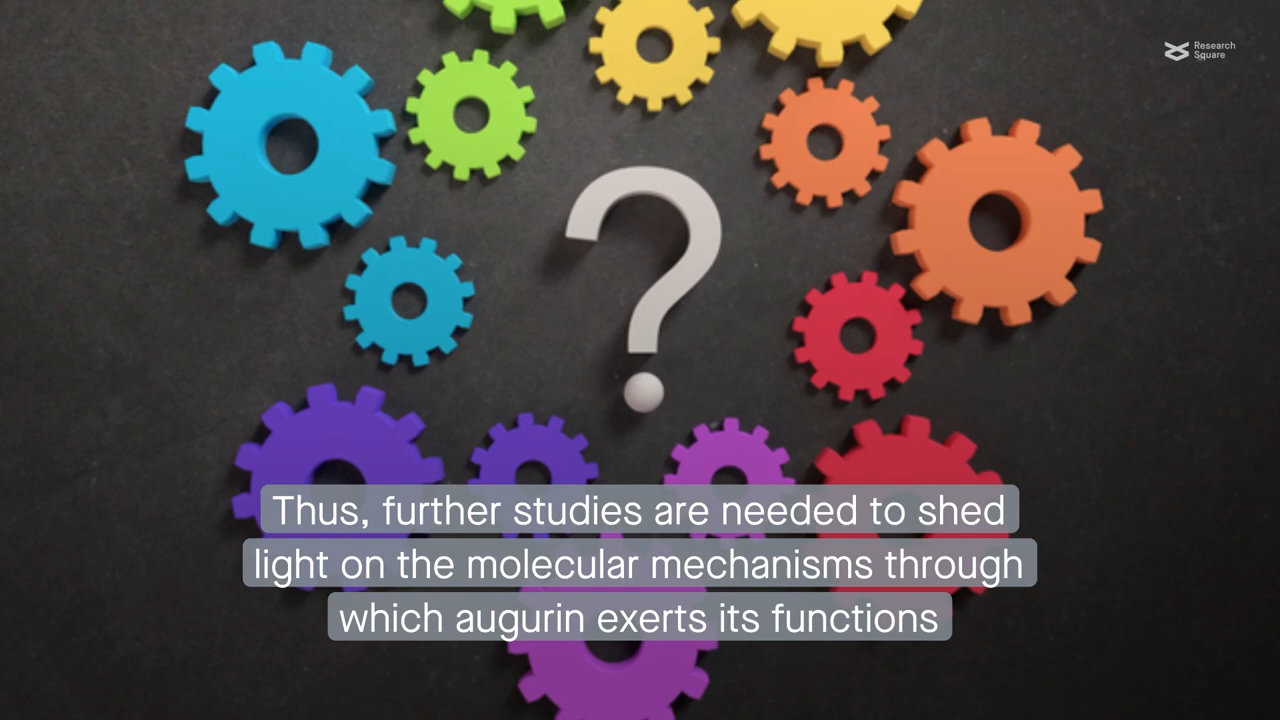 Research
Square
Thus, further studies are needed to shed
light on the molecular mechanisms through
which augurin exerts its functions